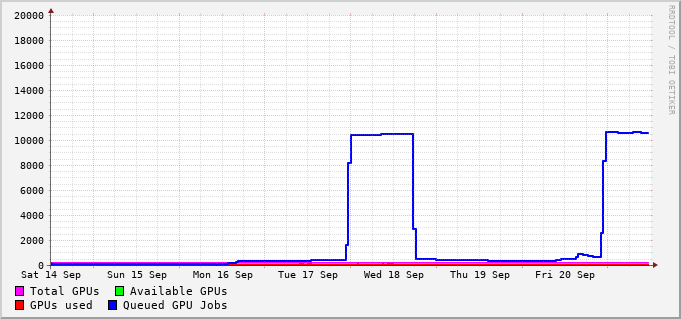 20000
18000
16000
14000
12000
10000
8000
6000
4000
2000
0
Sat 14 Sep Sun 15 Sep Mon 16 Sep Tue 17 Sep Wed 18 Sep Thu 19 Sep Fri 20 Sep
Total GPUs Available GPUs
GPUs used Queued GPU Jobs
RRDTOOL / TOBI OETIKER